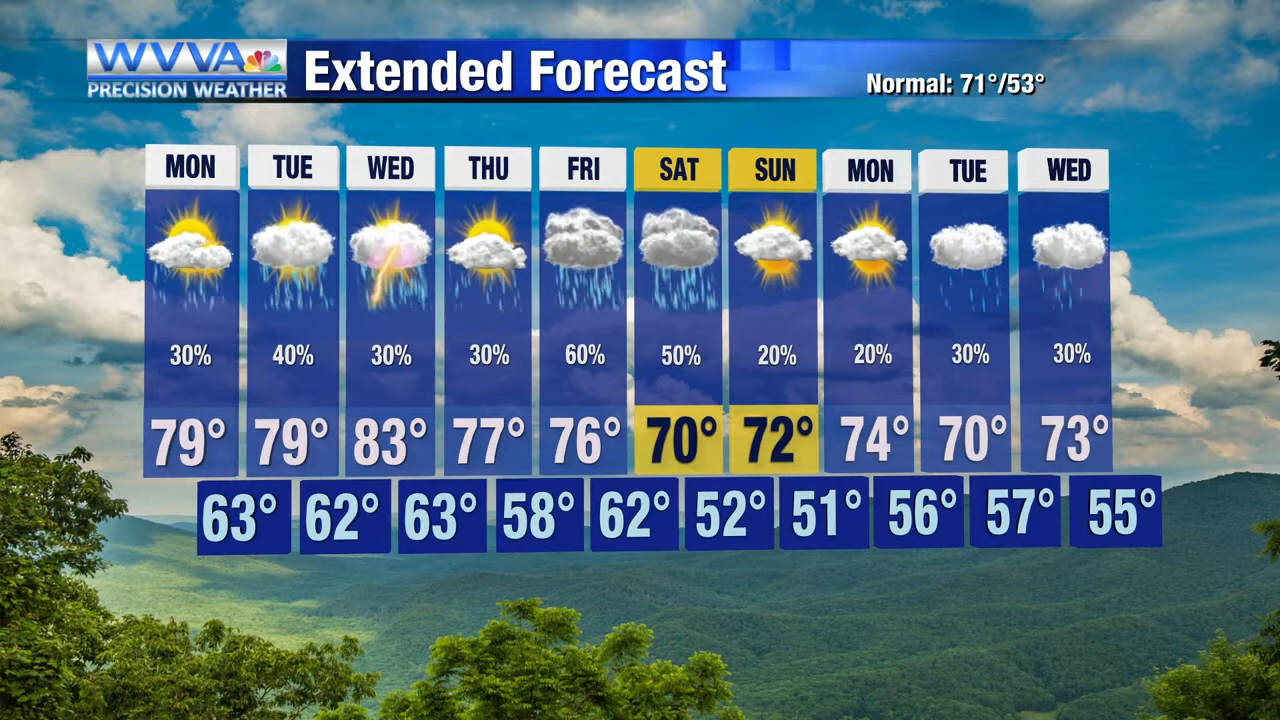 WVVA
PRECISION WEATHER
Extended Forecast
Normal: 71°/53°
MON TUE WED THU FRI SAT SUN MON TUE WED
30% 40% 30% 30% 60% 50% 20% 20% 30% 30%
79° 79° 83° 77° 76° 70° 72° 74° 70° 73°
63° 62° 63° 58° 62° 52° 51° 56° 57° 55°